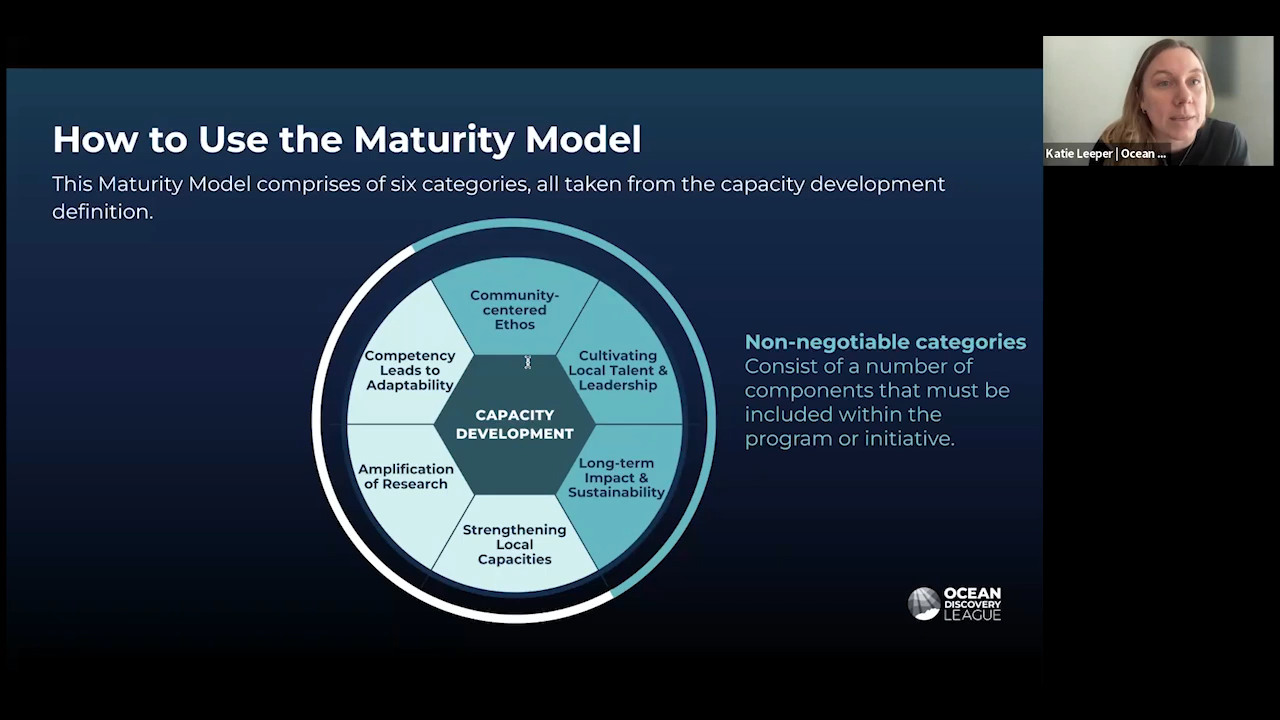 How to Use the Maturity Model
This Maturity Model comprises of six categories, all taken from the capacity development
definition.
Community-
centered
Ethos
Cultivating
Local Talent &
Leadership
Long-term
Impact &
Sustainability
Strengthening
Local
Capacities
Amplification
of Research
Competency
Leads to
Adaptability
CAPACITY
DEVELOPMENT
Non-negotiable categories
Consist of a number of
components that must be
included within the
program or initiative.
OCEAN
DISCOVERY
LEAGUE
Katie Leeper | Ocean ...